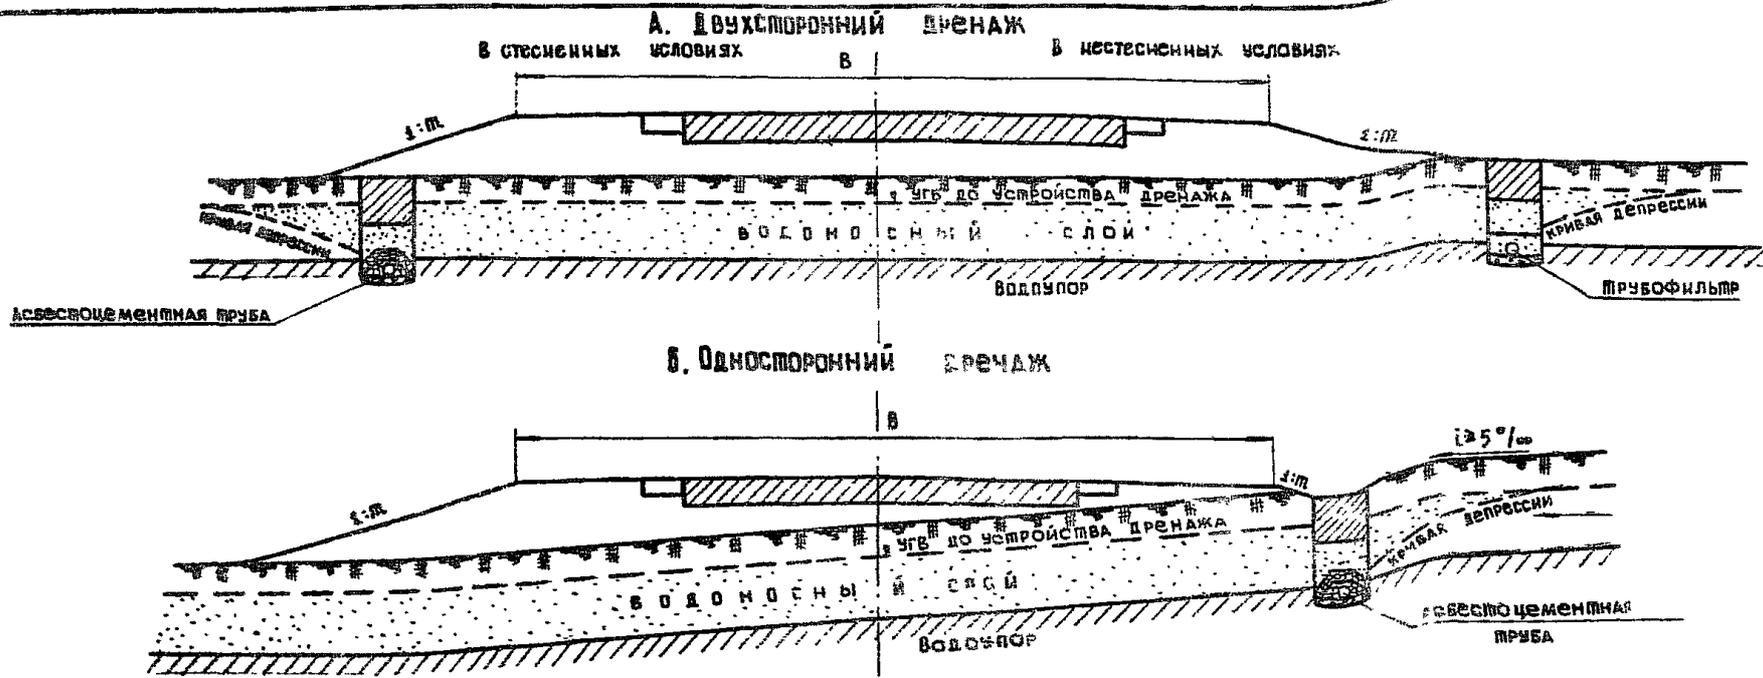 А. Двухсторонний дренаж
В стесненных условиях
В нестесненных условиях
В
1:m
1:m
УГВ до устройства дренажа
Водоносный слой
Кривая депрессии
Кривая депрессии
Водоупор
Асбестоцементная труба
Трубофильтр
Б. Односторонний дренаж
В
i≥5‰
1:m
1:m
УГВ до устройства дренажа
Кривая депрессии
Водоносный слой
Водоупор
Асбестоцементная
труба